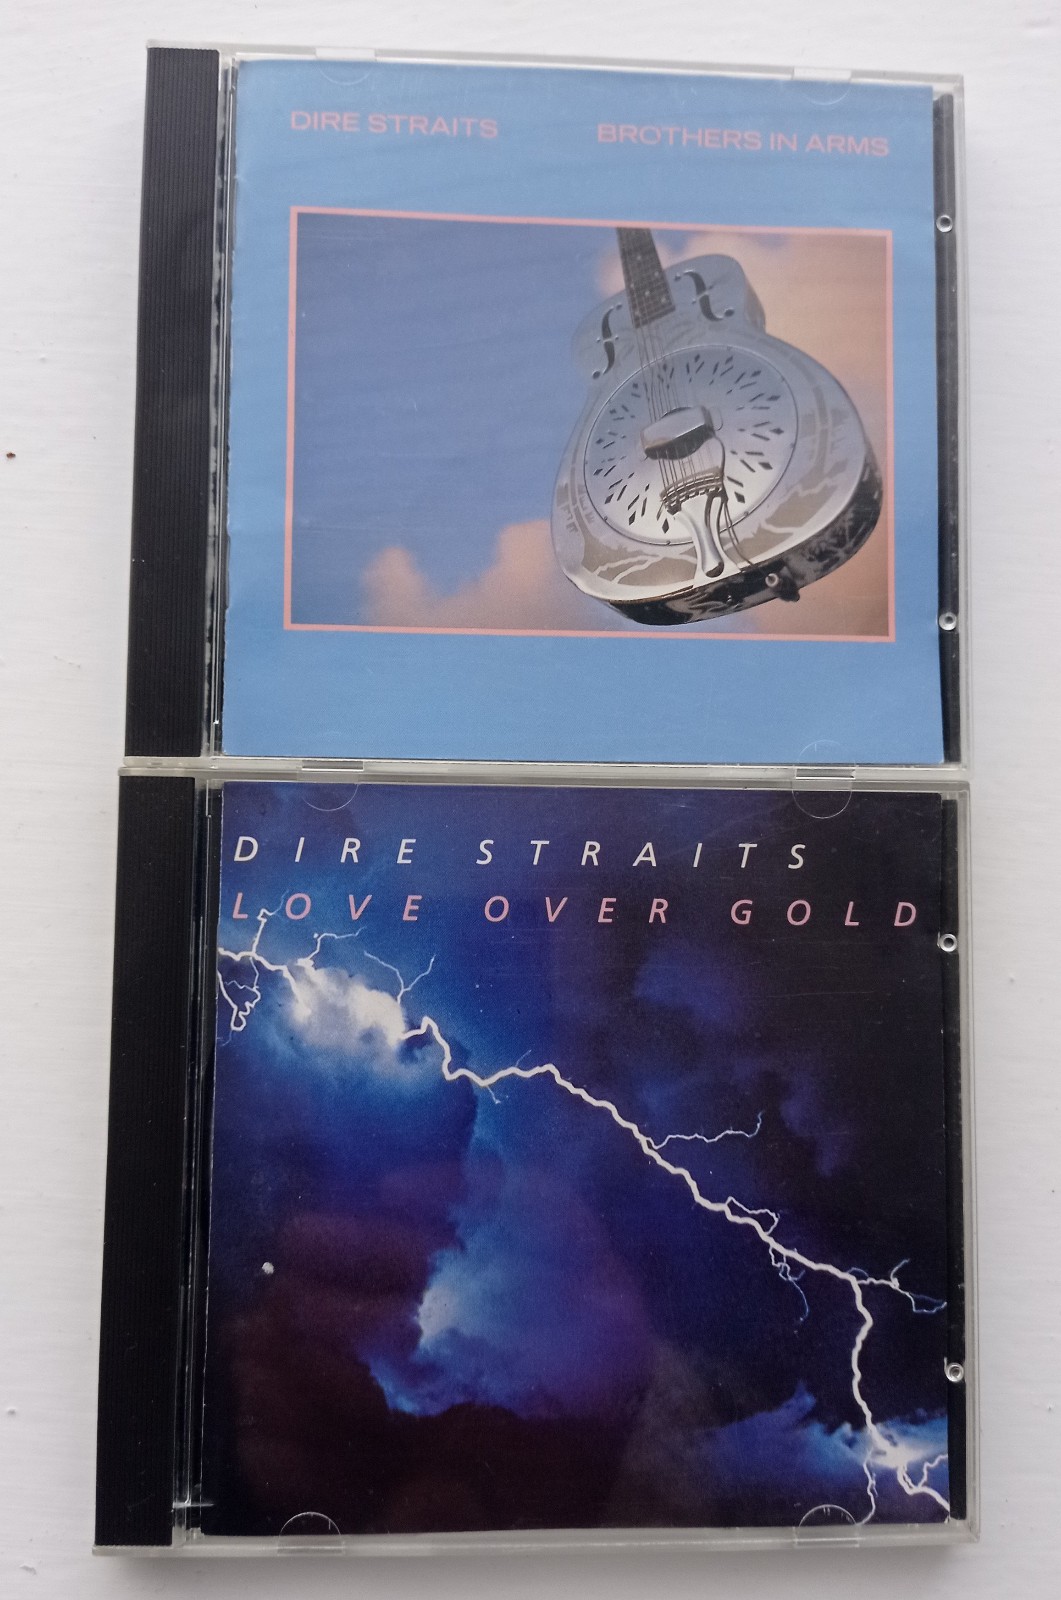 DIRE STRAITS BROTHERS IN ARMS
DIRE STRAITS
LOVE OVER GOLD